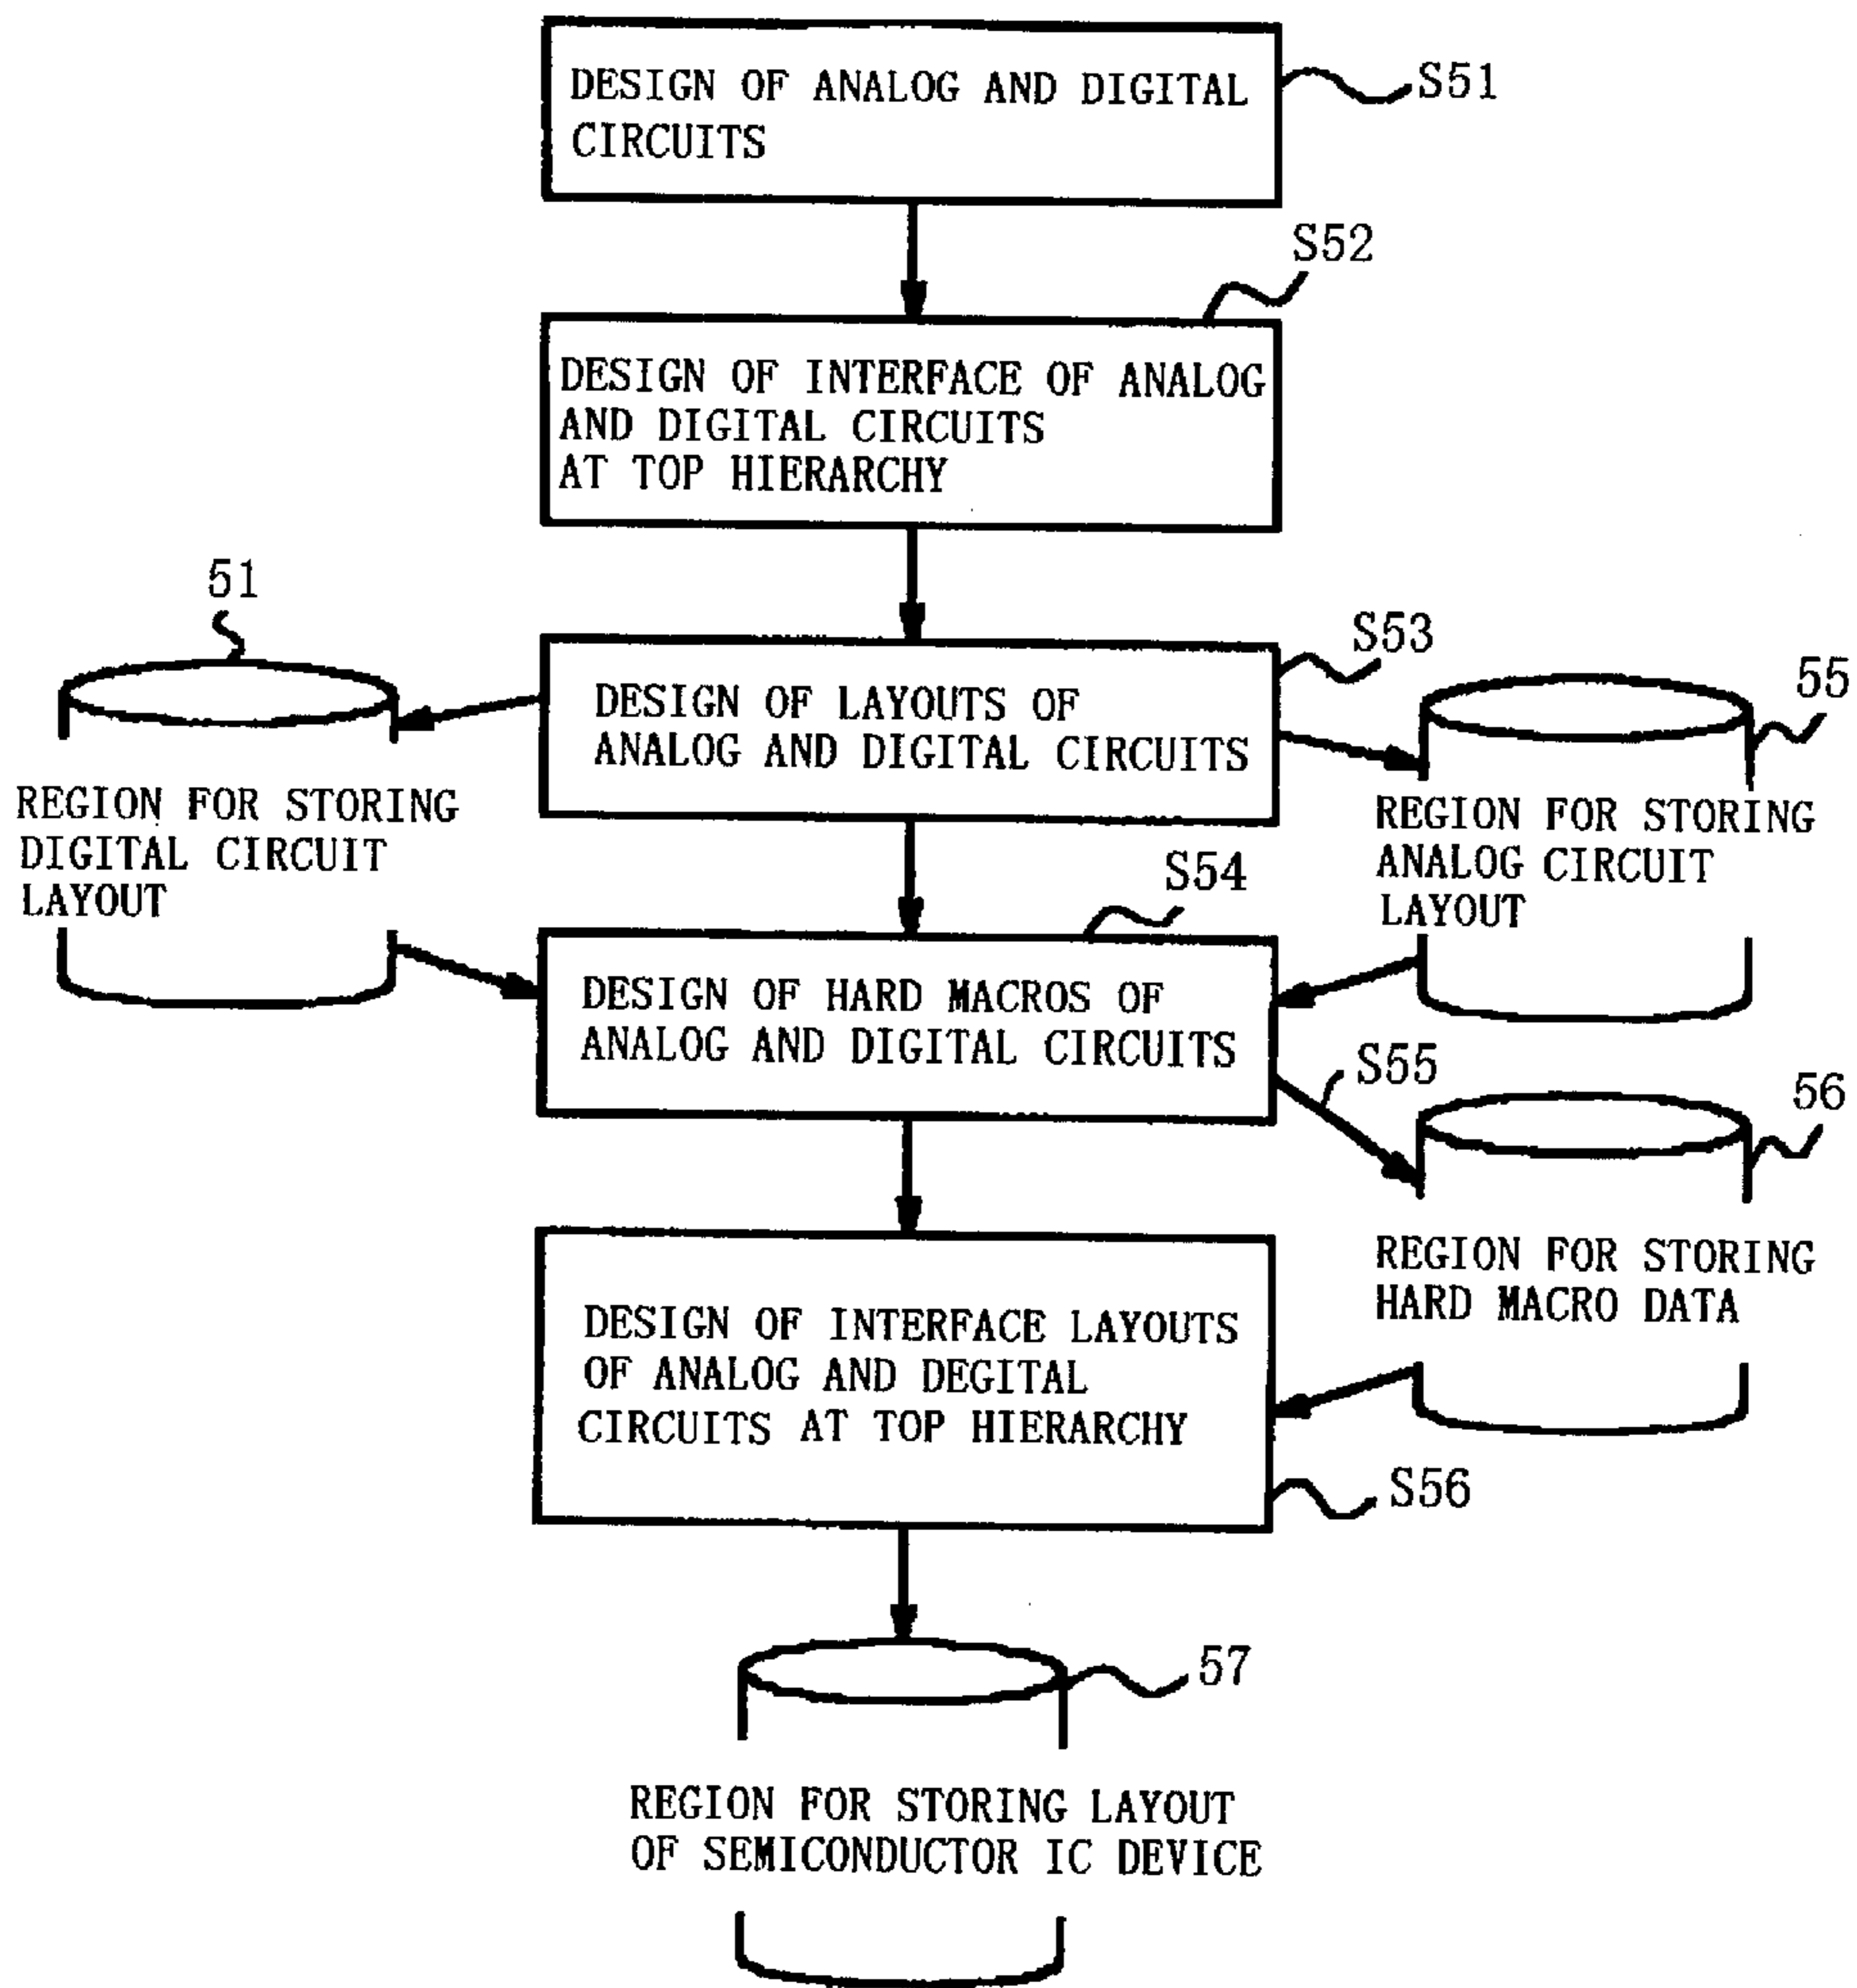 DESIGN OF ANALOG AND DIGITAL
CIRCUITS
S51
S52
DESIGN OF INTERFACE OF ANALOG
AND DIGITAL CIRCUITS
AT TOP HIERARCHY
51
S53
55
DESIGN OF LAYOUTS OF
ANALOG AND DIGITAL CIRCUITS
REGION FOR STORING
DIGITAL CIRCUIT
LAYOUT
REGION FOR STORING
ANALOG CIRCUIT
LAYOUT
S54
DESIGN OF HARD MACROS OF
ANALOG AND DIGITAL CIRCUITS
S55
56
REGION FOR STORING
HARD MACRO DATA
DESIGN OF INTERFACE LAYOUTS
OF ANALOG AND DEGITAL
CIRCUITS AT TOP HIERARCHY
S56
57
REGION FOR STORING LAYOUT
OF SEMICONDUCTOR IC DEVICE